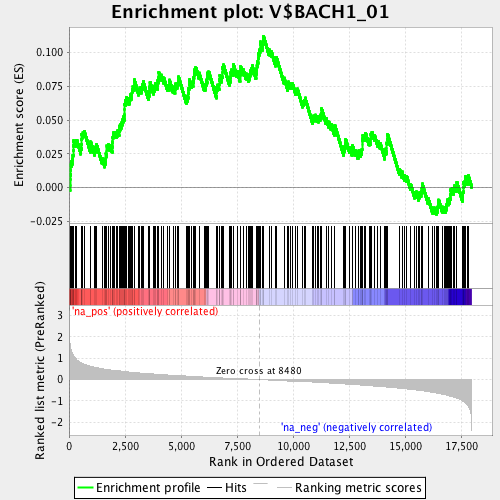 Enrichment plot: V$BACH1_01
Enrichment score (ES)
0.100
0.075
0.050
0.025
0.000
-0.025
'na_pos' (positively correlated)
Ranked list metric (PreRanked)
3
2
1
0
-1
-2
Zero cross at 8480
'na_neg' (negatively correlated)
0
2,500
5,000
7,500
10,000
12,500
15,000
17,500
Rank in Ordered Dataset
Enrichment profile
Hits
Ranking metric scores